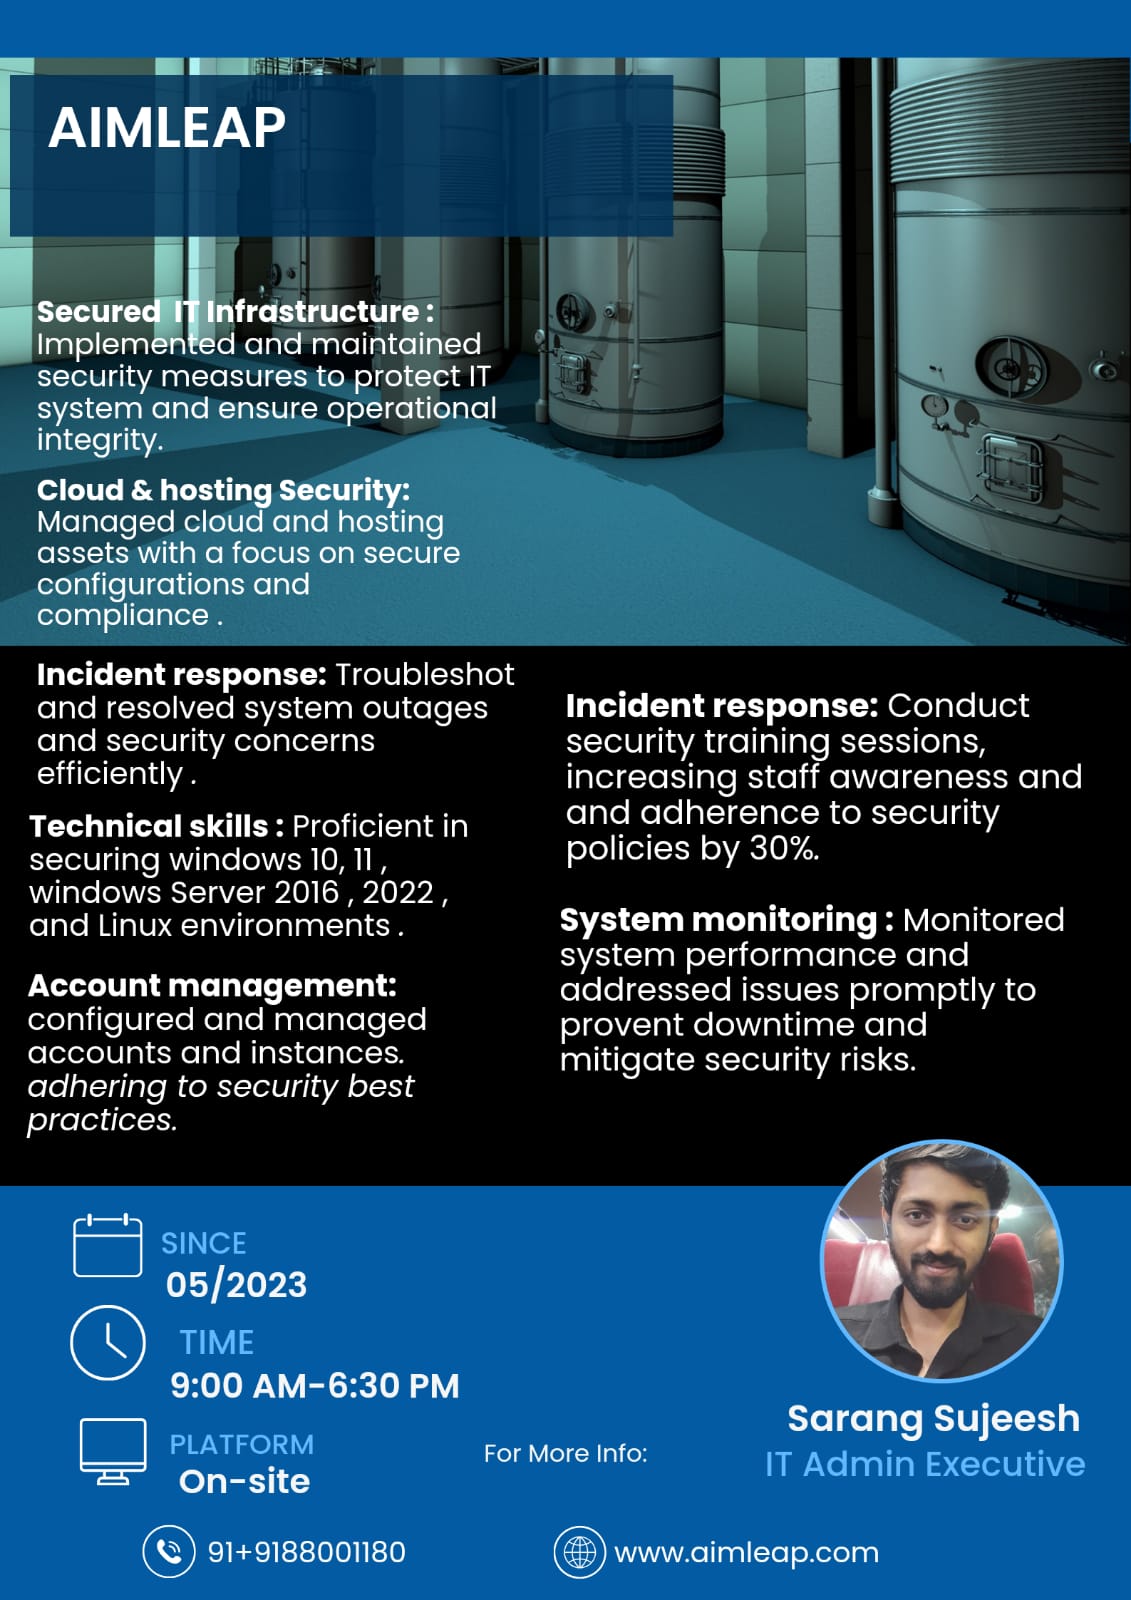 AIMLEAP
Secured IT Infrastructure :
Implemented and maintained
security measures to protect IT
system and ensure operational
integrity.
Cloud & hosting Security:
Managed cloud and hosting
assets with a focus on secure
configurations and
compliance .
Incident response: Troubleshot
and resolved system outages
and security concerns
efficiently .
Technical skills : Proficient in
securing windows 10, 11 ,
windows Server 2016 , 2022 ,
and Linux environments .
Account management:
configured and managed
accounts and instances.
adhering to security best
practices.
Incident response: Conduct
security training sessions,
increasing staff awareness and
and adherence to security
policies by 30%.
System monitoring : Monitored
system performance and
addressed issues promptly to
provent downtime and
mitigate security risks.
SINCE
05/2023
TIME
9:00 AM-6:30 PM
PLATFORM
On-site
For More Info:
Sarang Sujeesh
IT Admin Executive
91+9188001180
www.aimleap.com